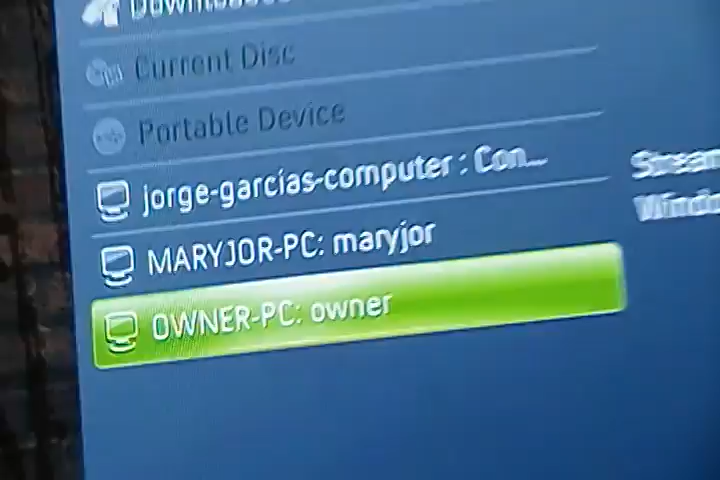 Current Disc
Portable Device
jorge-garcias-computer : Con...
MARYJOR-PC: maryjor
OWNER-PC: owner